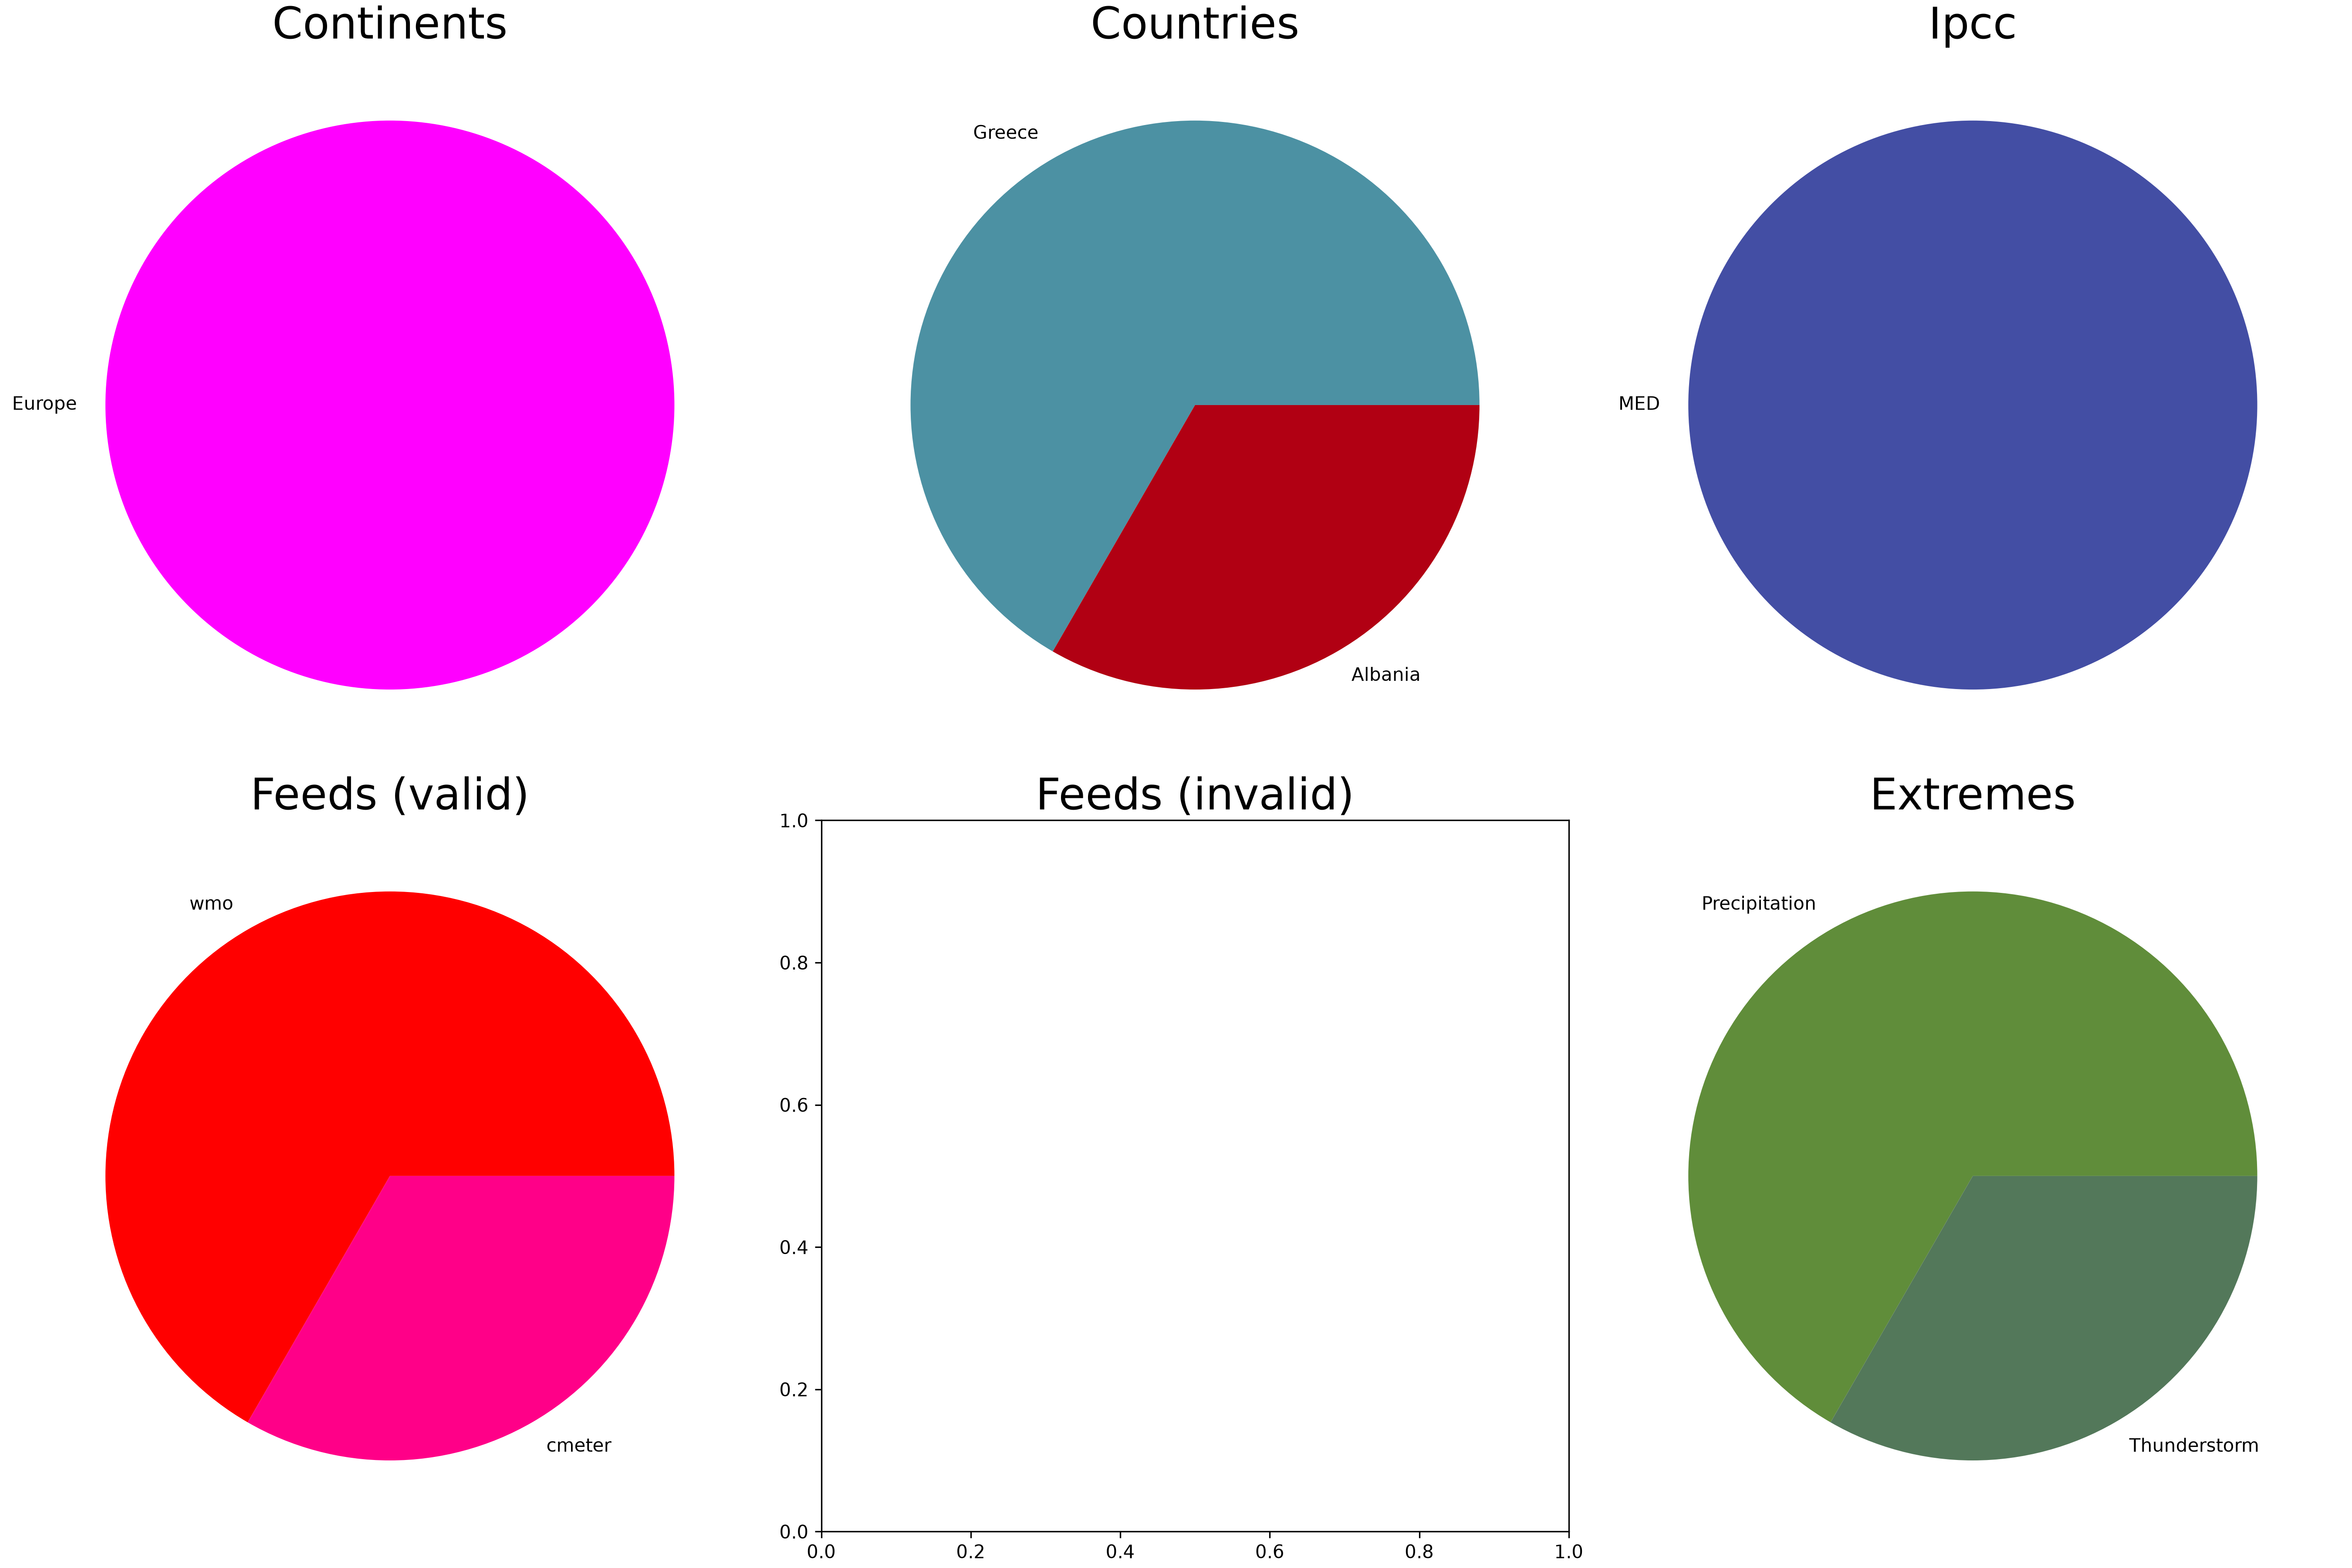 Continents
Countries
Ipcc
Europe
Greece
Albania
MED
Feeds (valid)
Feeds (invalid)
Extremes
wmo
cmeter
1.0
0.8
0.6
0.4
0.2
0.0
0.0 0.2 0.4 0.6 0.8 1.0
Precipitation
Thunderstorm